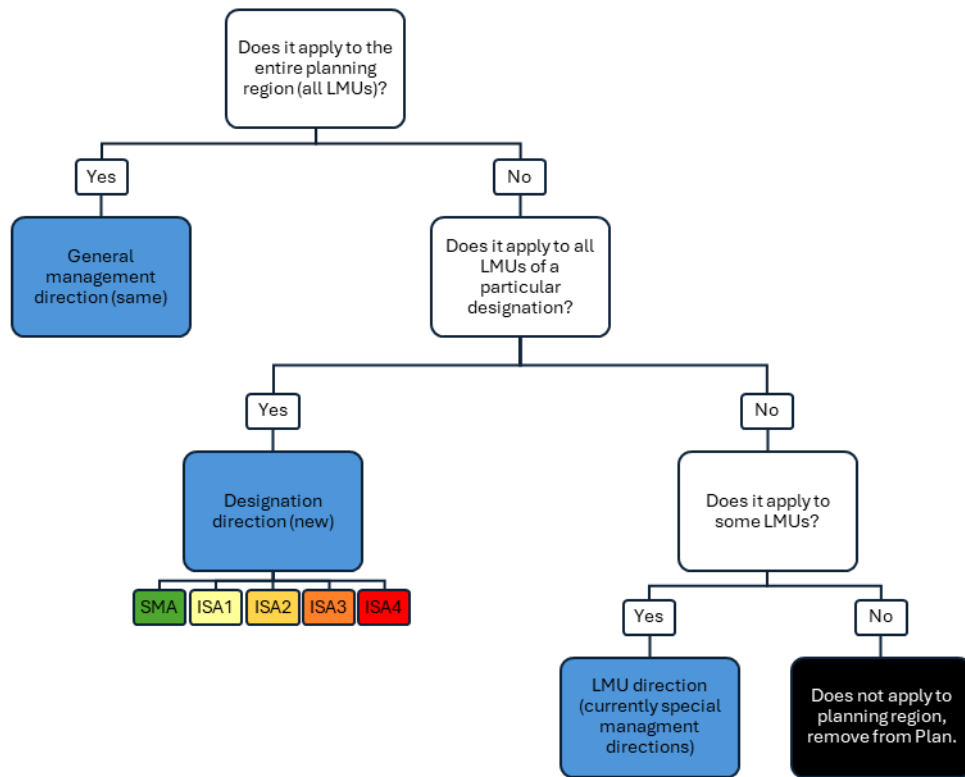 Does it apply to the
entire planning
region (all LMUs)?
Yes
No
General
management
direction (same)
Does it apply to all
LMUs of a
particular
designation?
Yes
No
Designation
direction (new)
Does it apply to
some LMUs?
SMA
ISA1
ISA2
ISA3
ISA4
Yes
No
LMU direction
(currently special
managment
directions)
Does not apply to
planning region,
remove from Plan.